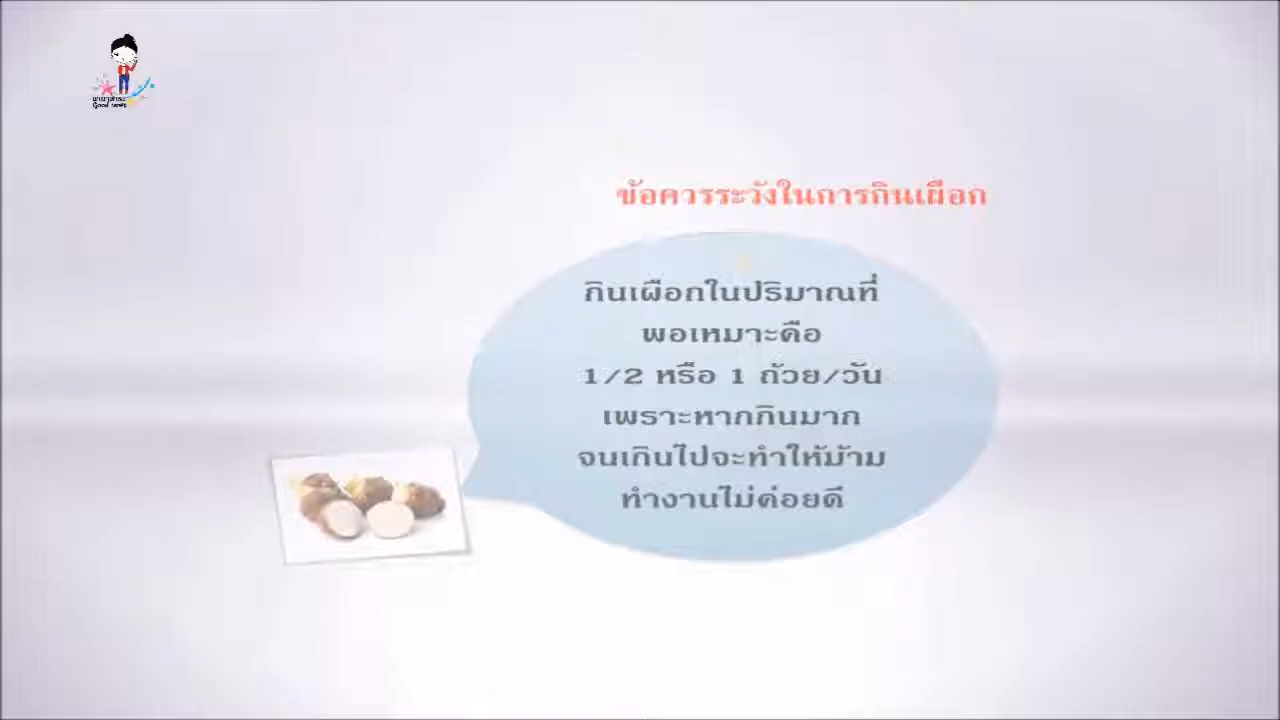 ข้อควรระวังในการกินเผือก
กินเผือกในปริมาณที่
พอเหมาะคือ
1/2 หรือ 1 ถ้วย/วัน
เพราะหากกินมาก
จนเกินไปจะทำให้ม้าม
ทำงานไม่ค่อยดี